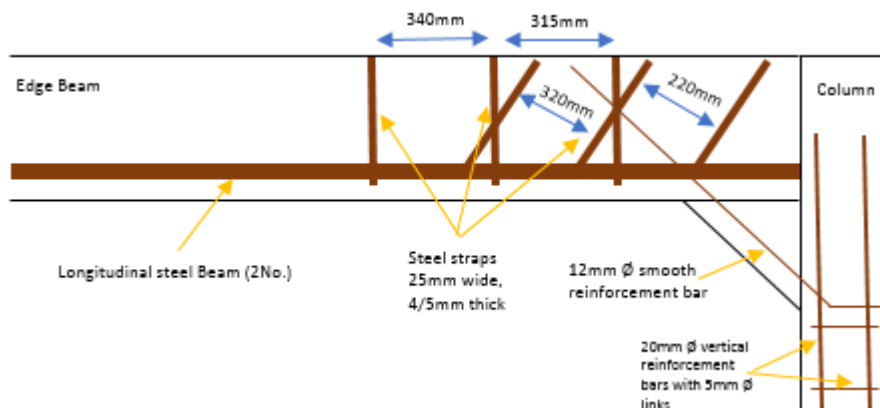 340mm
315mm
Edge Beam
320mm
220mm
Column
Longitudinal steel Beam (2No.)
Steel straps
25mm wide,
4/5mm thick
12mm Ø smooth
reinforcement bar
20mm Ø vertical
reinforcement
bars with 5mm Ø
links